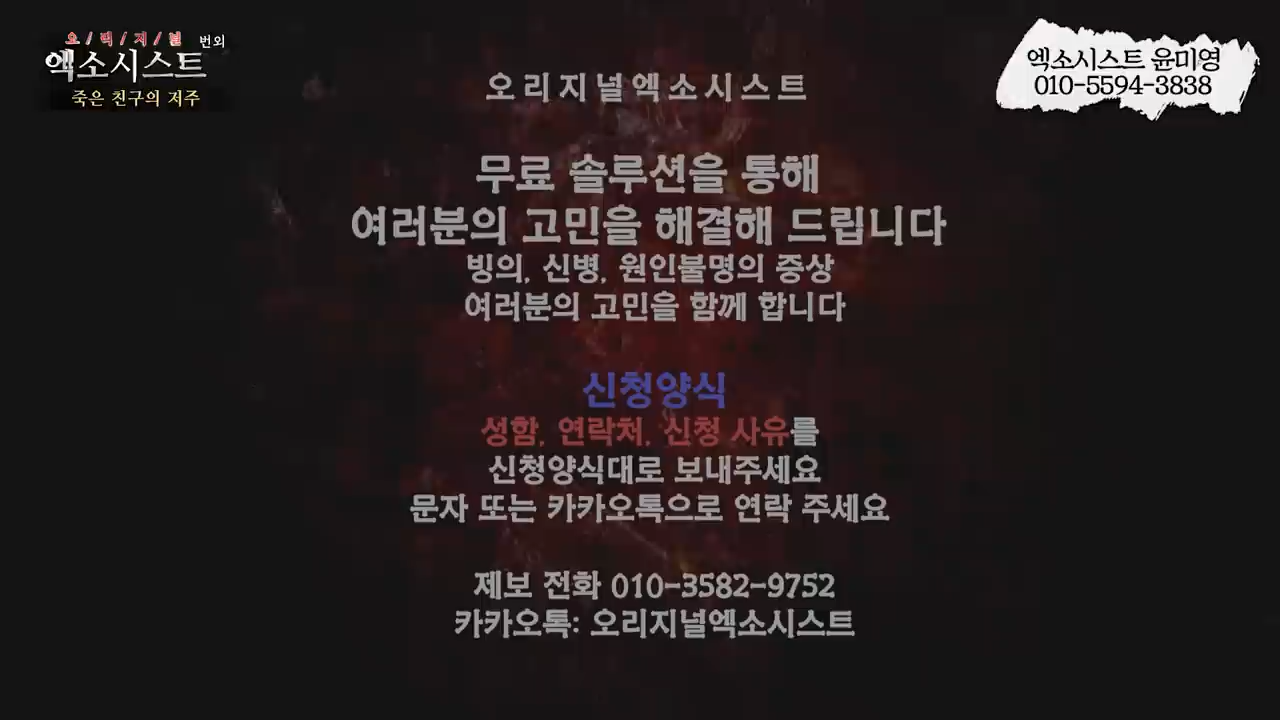 오/리/지/널 번외
엑소시스트
죽은 친구의 저주
엑소시스트 윤미영
010-5594-3838
오리지널엑소시스트
무료 솔루션을 통해
여러분의 고민을 해결해 드립니다
빙의, 신병, 원인불명의 증상
여러분의 고민을 함께 합니다
신청양식
성함, 연락처, 신청 사유를
신청양식대로 보내주세요
문자 또는 카카오톡으로 연락 주세요
제보 전화 010-3582-9752
카카오톡: 오리지널엑소시스트